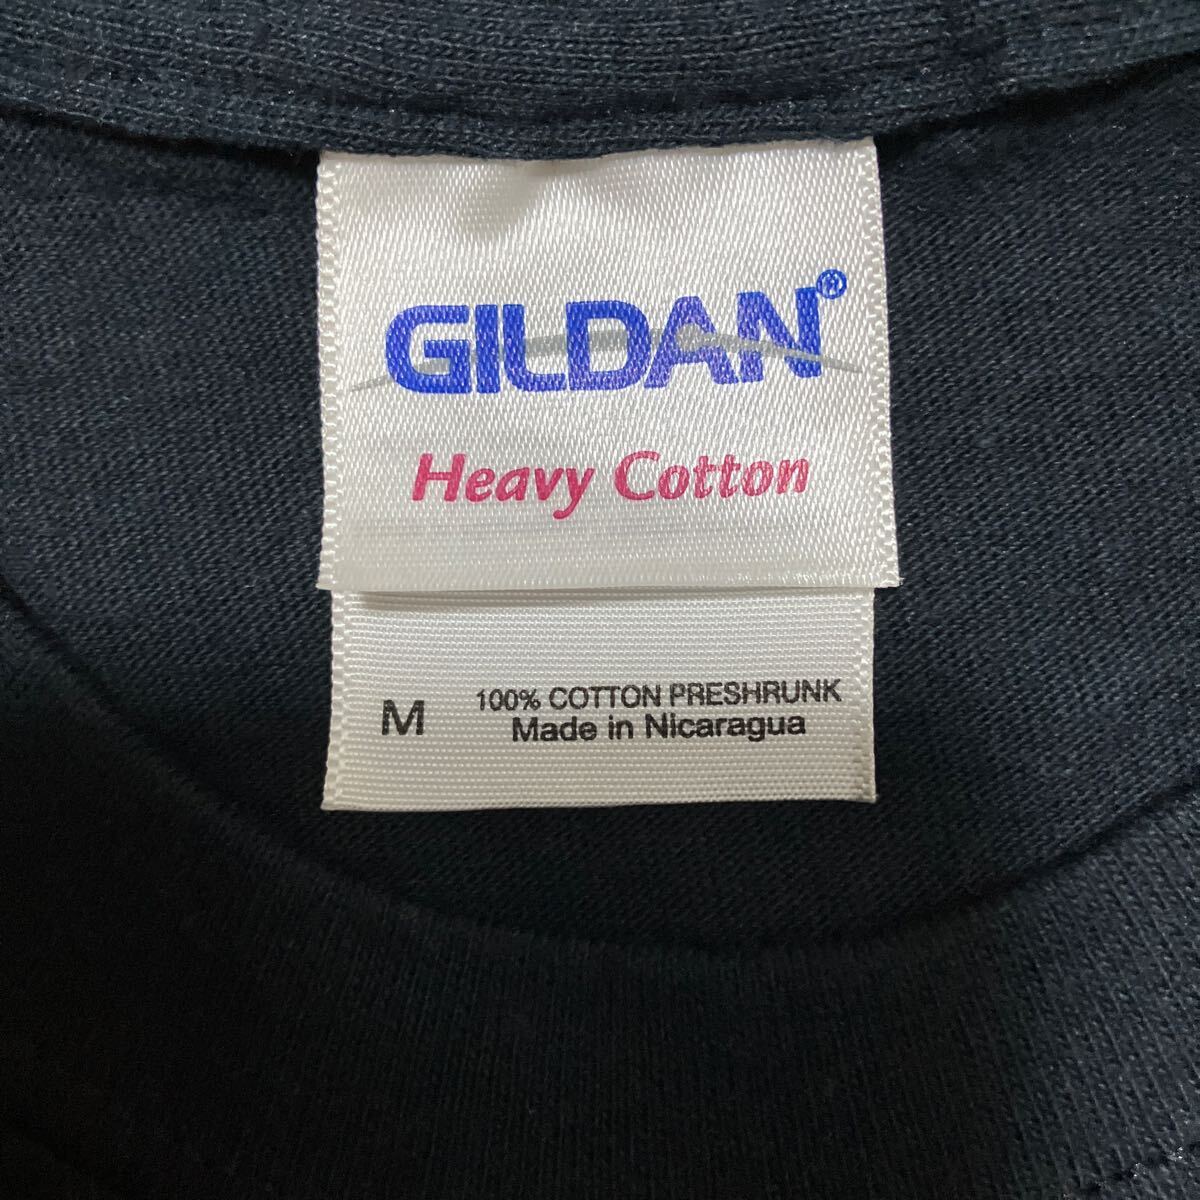 GILDAN®
Heavy Cotton
M
100% COTTON PRESHRUNK
Made in Nicaragua